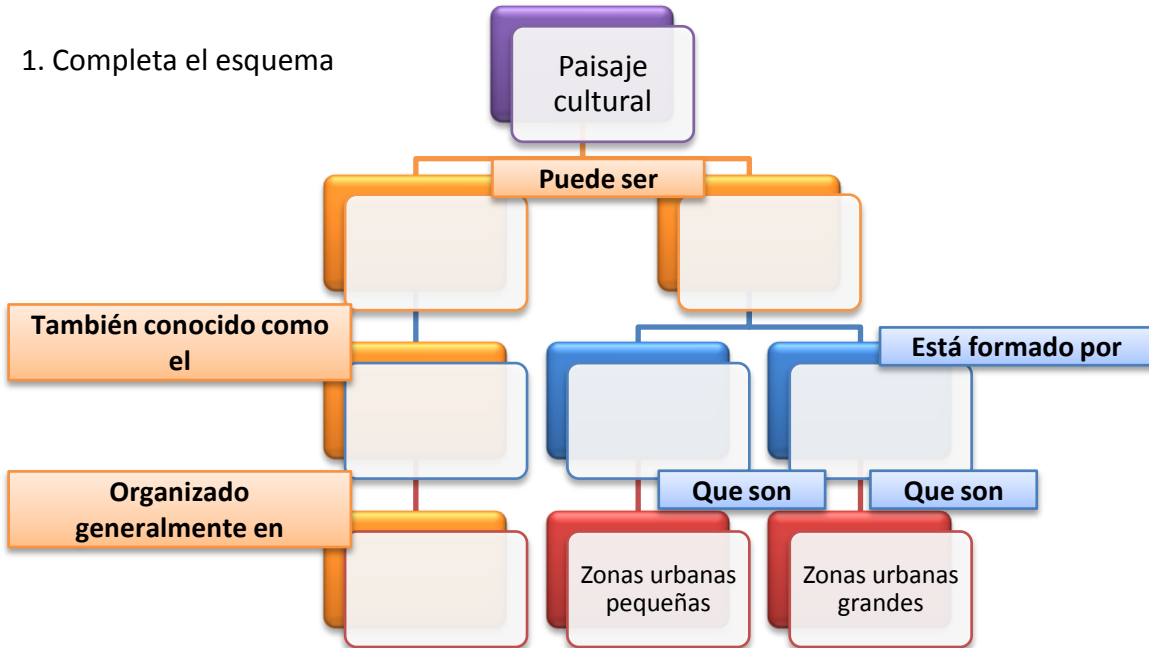 1. Completa el esquema
Paisaje
cultural
Puede ser
También conocido como
el
Está formado por
Organizado
generalmente en
Que son
Que son
Zonas urbanas
pequeñas
Zonas urbanas
grandes